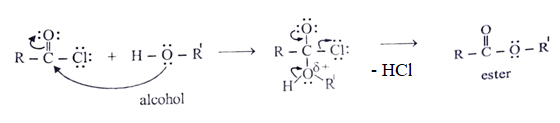 O O O
R – C – Cl + H – O – R' R – C – Cl R – C – O – R'
O δ+ - HCl ester
H R'
alcohol